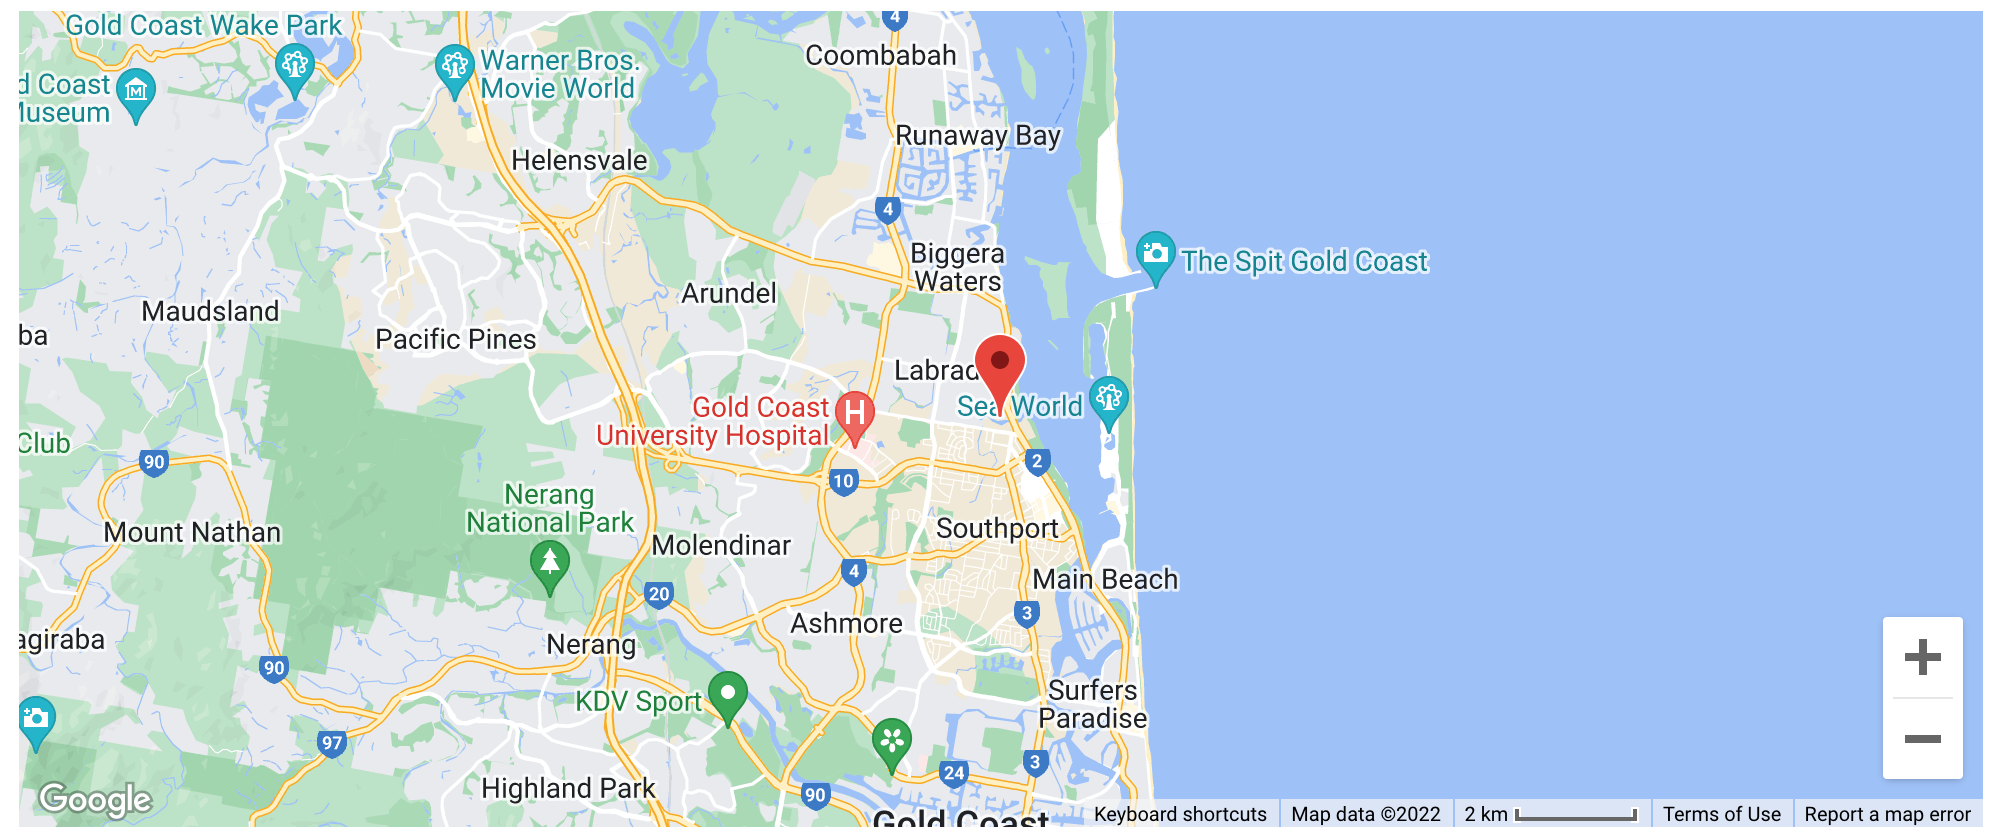 Gold Coast Wake Park
4
Coombabah
Warner Bros.
Movie World
d Coast
Museum
M
Runaway Bay
Helensvale
4
Biggera
Waters
The Spit Gold Coast
Arundel
Maudsland
ba
Pacific Pines
Labrad
Gold Coast
University Hospital
H
Sea World
Club
90
2
10
Nerang
National Park
Southport
Mount Nathan
Molendinar
4
Main Beach
20
3
Ashmore
agiraba
Nerang
90
KDV Sport
Surfers
Paradise
97
3
24
Highland Park
90
Google
Gold Coast
Keyboard shortcuts
Map data ©2022
2 km
Terms of Use
Report a map error